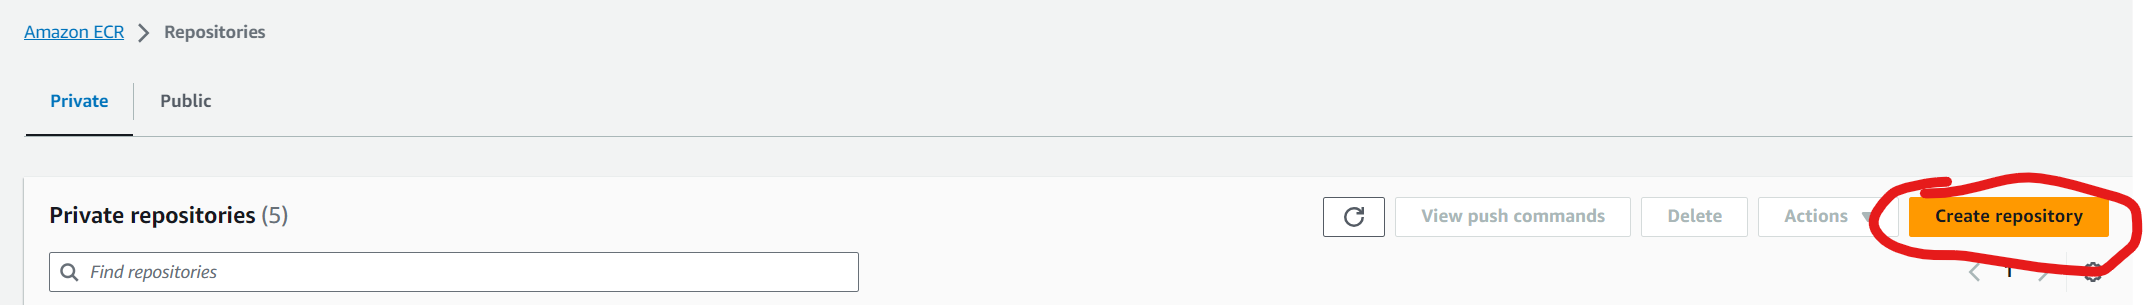 Amazon ECR > Repositories
Private Public
Private repositories (5)
View push commands Delete Actions Create repository
Find repositories
1